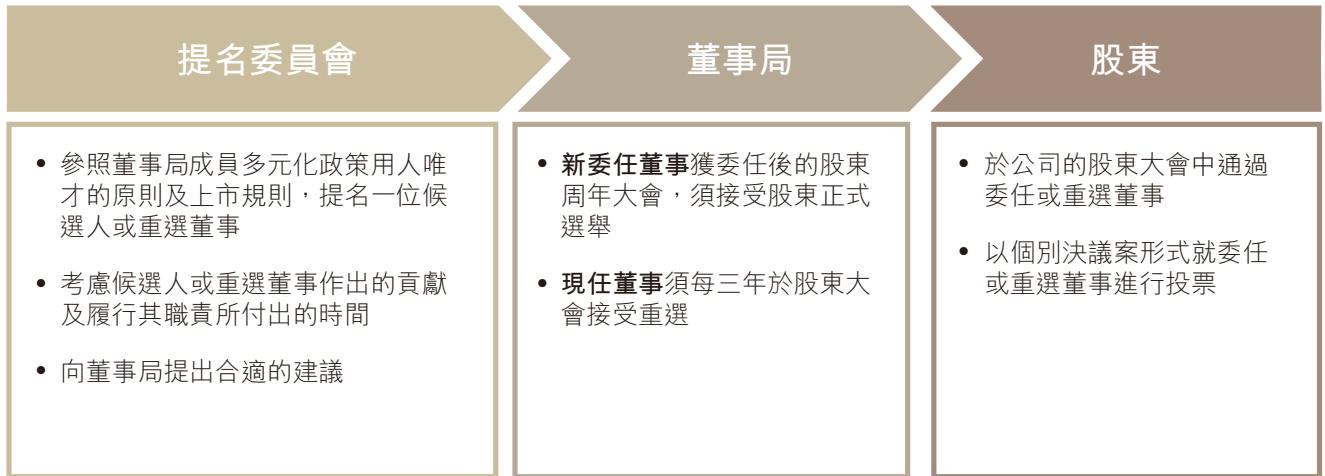 提名委員會
董事局
股東
• 參照董事局成員多元化政策用人唯
才的原則及上市規則，提名一位候
選人或重選董事
• 考慮候選人或重選董事作出的貢獻
及履行其職責所付出的時間
• 向董事局提出合適的建議
• 新委任董事獲委任後的股東
周年大會，須接受股東正式
選舉
• 現任董事須每三年於股東大
會接受重選
• 於公司的股東大會中通過
委任或重選董事
• 以個別決議案形式就委任
或重選董事進行投票